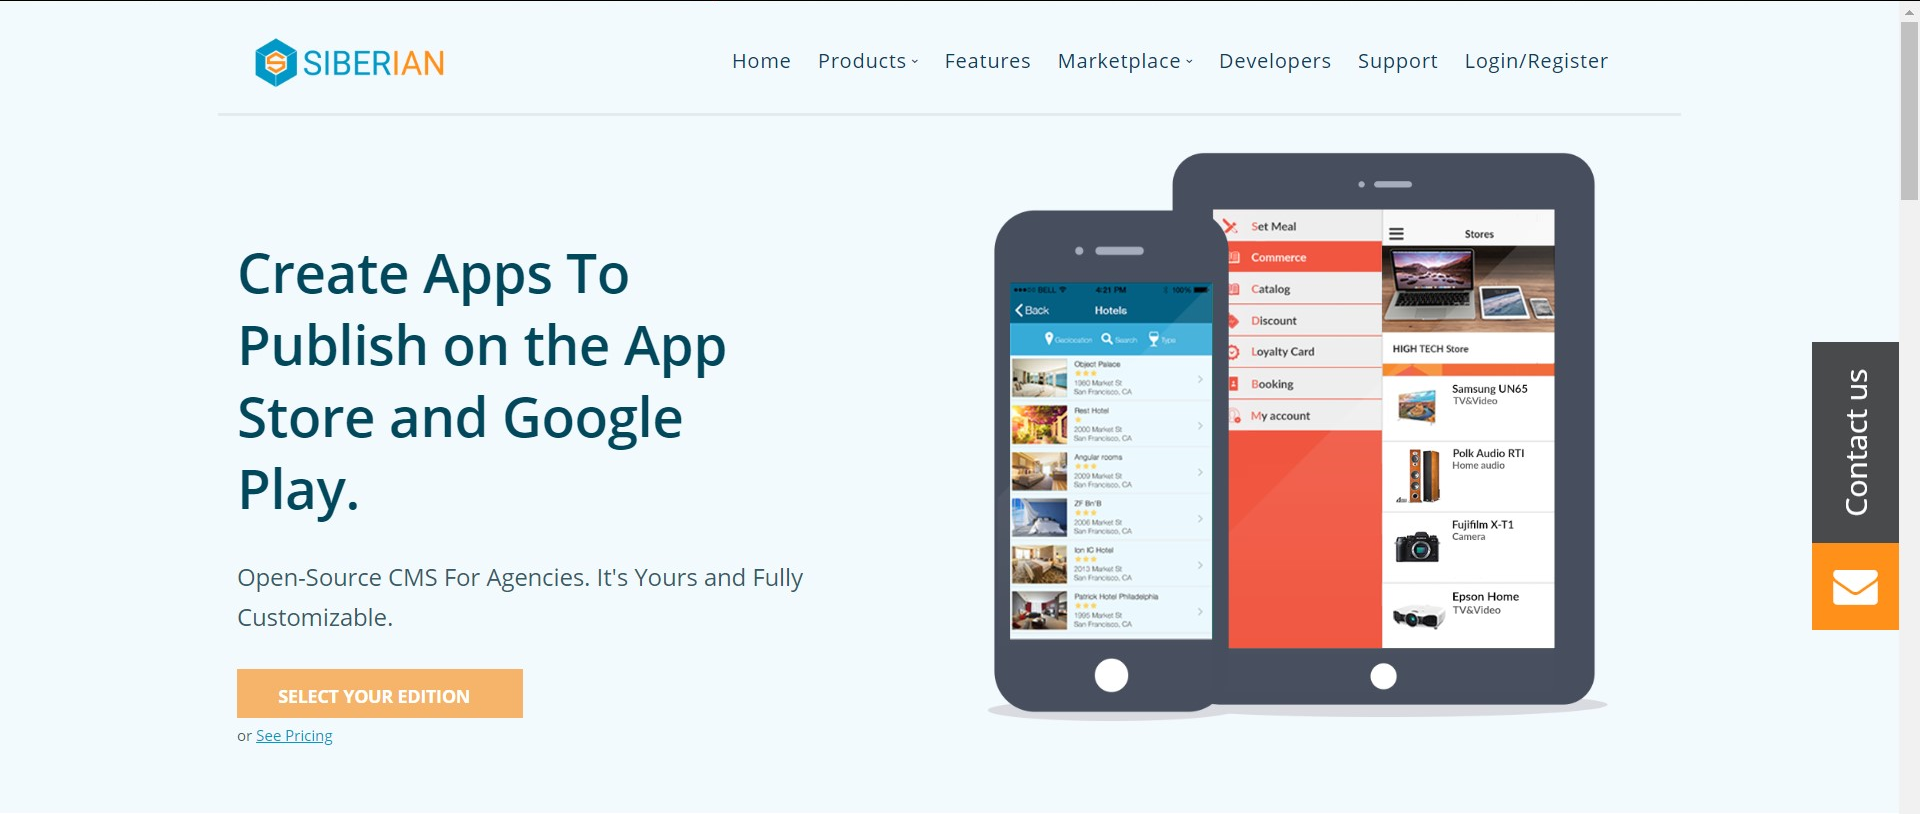 SIBERIAN
Home Products Features Marketplace Developers Support Login/Register
Create Apps To
Publish on the App
Store and Google
Play.
Open-Source CMS For Agencies. It's Yours and Fully
Customizable.
SELECT YOUR EDITION
or See Pricing
BELL 4:21 PM 100%
Back Hotels
Geolocation Search Type
Object Palace
1980 Market St
San Francisco, CA
Rest Hotel
2000 Market St
San Francisco, CA
Angular rooms
2009 Market St
San Francisco, CA
ZF Bn'B
2006 Market St
San Francisco, CA
Ion IC Hotel
2013 Market St
San Francisco, CA
Patrick Hotel Philadelphia
1995 Market St
San Francisco, CA
Set Meal
Commerce
Catalog
Discount
Loyalty Card
Booking
My account
Stores
HIGH TECH Store
Samsung UN65
TV&Video
Polk Audio RTI
Home audio
Fujifilm X-T1
Camera
Epson Home
TV&Video
Contact us